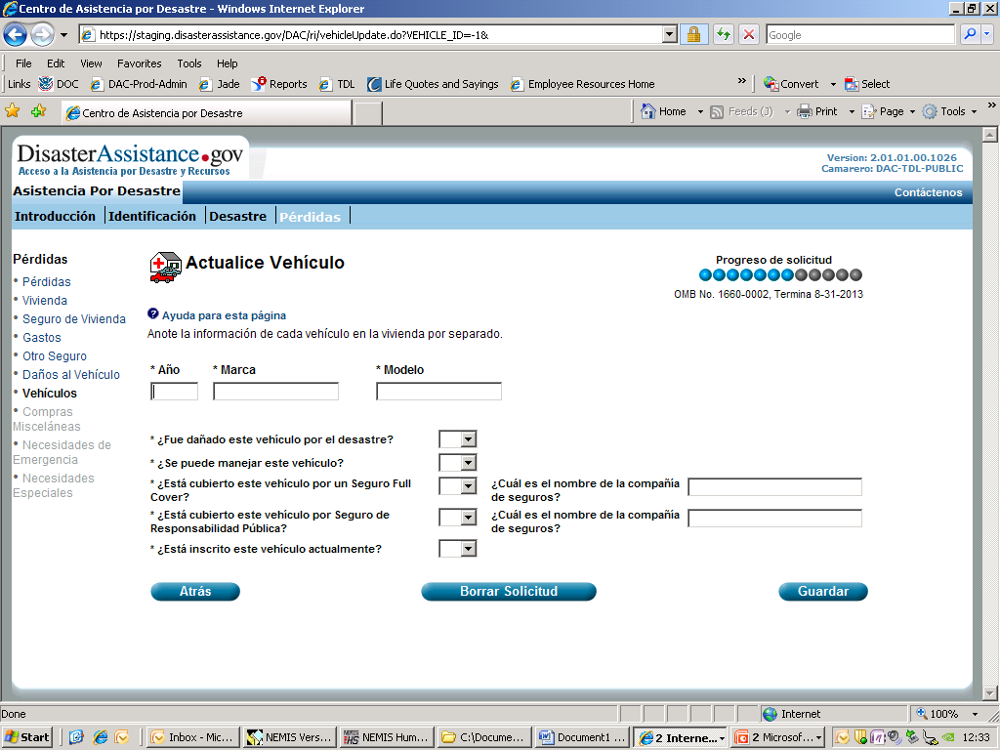 Centro de Asistencia por Desastre - Windows Internet Explorer
https://staging.disasterassistance.gov/DAC/ri/vehicleUpdate.do?VEHICLE_ID=-1&
Google
File Edit View Favorites Tools Help
Links DOC DAC-Prod-Admin Jade Reports TDL Life Quotes and Sayings Employee Resources Home » Convert Select
Centro de Asistencia por Desastre
Home Feeds (J) Print Page Tools »
DisasterAssistance.gov
Acceso a la Asistencia por Desastre y Recursos
Version: 2.01.01.00.1026
Camarero: DAC-TDL-PUBLIC
Asistencia Por Desastre
Contáctenos
Introducción Identificación Desastre Pérdidas
Pérdidas
• Pérdidas
• Vivienda
• Seguro de Vivienda
• Gastos
• Otro Seguro
• Daños al Vehículo
• Vehículos
• Compras
Misceláneas
• Necesidades de
Emergencia
• Necesidades
Especiales
Actualice Vehículo
Progreso de solicitud
OMB No. 1660-0002, Termina 8-31-2013
? Ayuda para esta página
Anote la información de cada vehículo en la vivienda por separado.
* Año * Marca * Modelo
* ¿Fue dañado este vehículo por el desastre?
* ¿Se puede manejar este vehículo?
* ¿Está cubierto este vehículo por un Seguro Full
Cover?
¿Cuál es el nombre de la compañía
de seguros?
* ¿Está cubierto este vehículo por Seguro de
Responsabilidad Pública?
¿Cuál es el nombre de la compañía
de seguros?
* ¿Está inscrito este vehículo actualmente?
Atrás Borrar Solicitud Guardar
Done Internet 100%
Start Inbox - Mic... NEMIS Vers... NEMIS Hum... C:\Docume... Document1 ... 2 Interne... 2 Microsof... 12:33